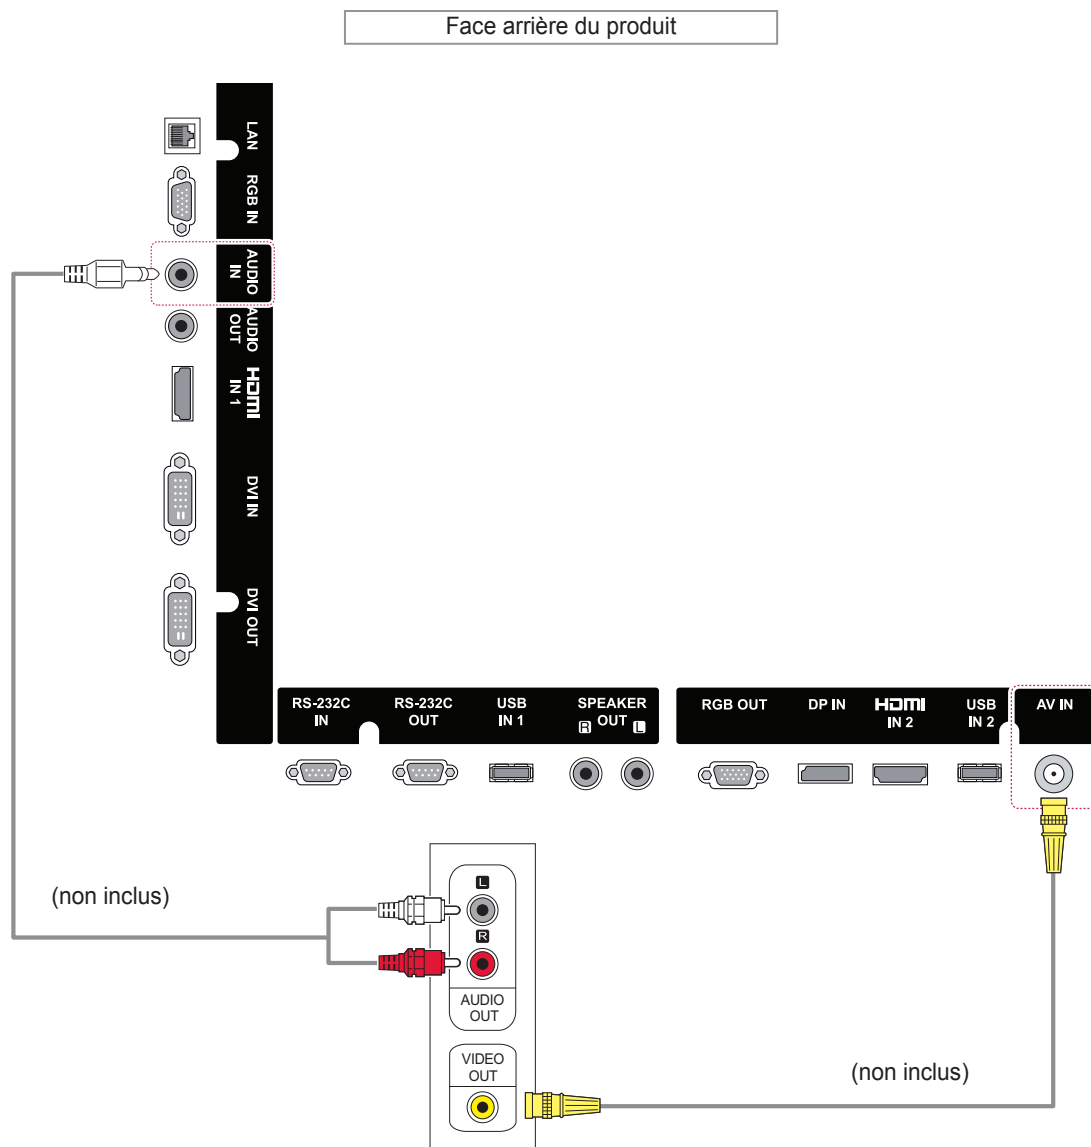 Face arrière du produit
LAN
RGB IN
AUDIO
IN
AUDIO
OUT
HDMI
IN 1
DVI IN
DVI OUT
RS-232C
IN
RS-232C
OUT
USB
IN 1
SPEAKER
R OUT L
RGB OUT
DP IN
HDMI
IN 2
USB
IN 2
AV IN
(non inclus)
L
R
AUDIO
OUT
VIDEO
OUT
(non inclus)